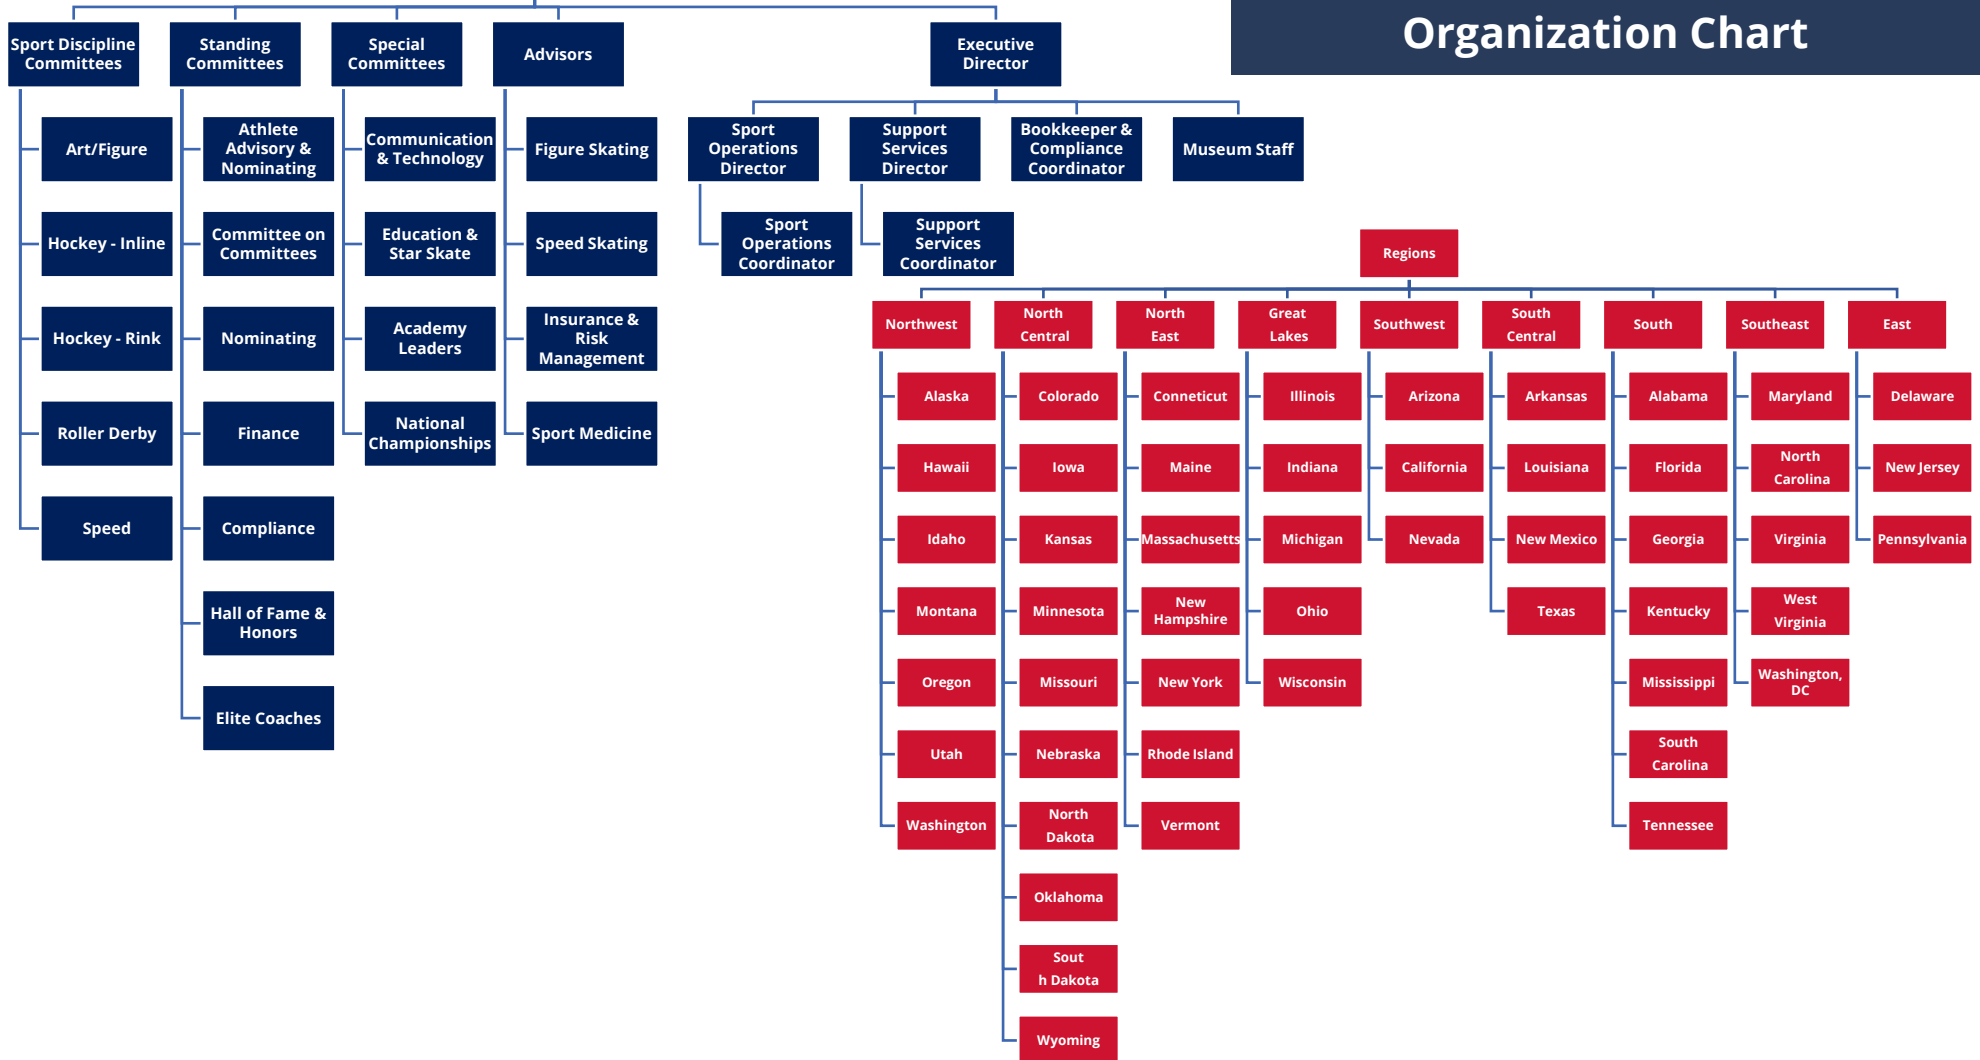 Organization Chart
Sport Discipline
Committees
Standing
Committees
Special
Committees
Advisors
Executive
Director
Art/Figure
Hockey - Inline
Hockey - Rink
Roller Derby
Speed
Athlete
Advisory &
Nominating
Committee on
Committees
Nominating
Finance
Compliance
Hall of Fame &
Honors
Elite Coaches
Communication
& Technology
Education &
Star Skate
Academy
Leaders
National
Championships
Figure Skating
Speed Skating
Insurance &
Risk
Management
Sport Medicine
Sport
Operations
Director
Support
Services
Director
Bookkeeper &
Compliance
Coordinator
Museum Staff
Sport
Operations
Coordinator
Support
Services
Coordinator
Regions
Northwest
Alaska
Hawaii
Idaho
Montana
Oregon
Utah
Washington
North
Central
Colorado
Iowa
Kansas
Minnesota
Missouri
Nebraska
North
Dakota
Oklahoma
Sout
h Dakota
Wyoming
North
East
Conneticut
Maine
Massachusetts
New
Hampshire
New York
Rhode Island
Vermont
Great
Lakes
Illinois
Indiana
Michigan
Ohio
Wisconsin
Southwest
Arizona
California
Nevada
South
Central
Arkansas
Louisiana
New Mexico
Texas
South
Alabama
Florida
Georgia
Kentucky
Mississippi
South
Carolina
Tennessee
Southeast
Maryland
North
Carolina
Virginia
West
Virginia
Washington,
DC
East
Delaware
New Jersey
Pennsylvania